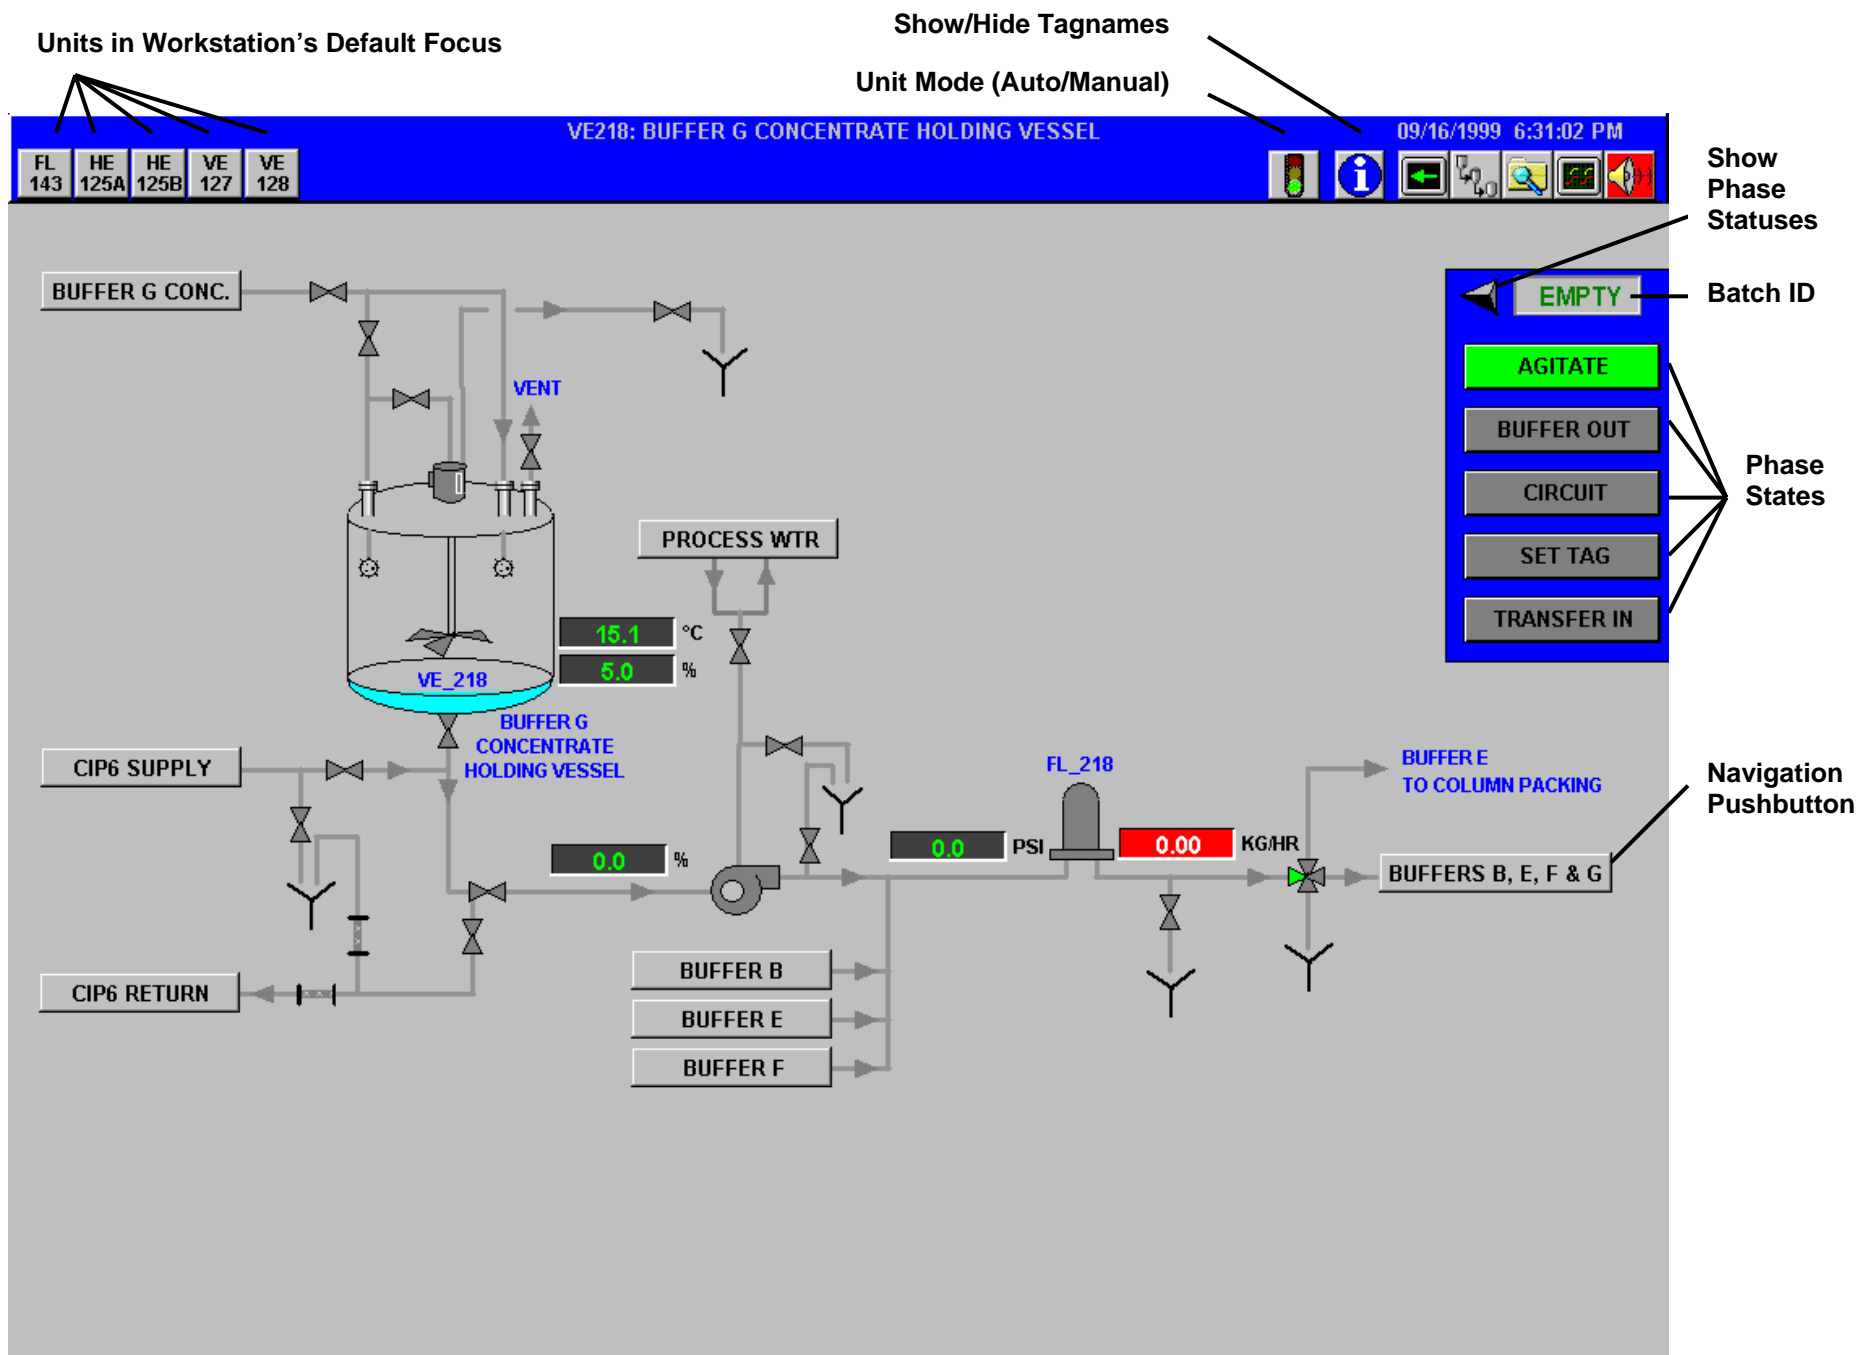 Show/Hide Tagnames
Units in Workstation's Default Focus
Unit Mode (Auto/Manual)
VE218: BUFFER G CONCENTRATE HOLDING VESSEL
09/16/1999 6:31:02 PM
FL
143
HE
125A
HE
125B
VE
127
VE
128
Show
Phase
Statuses
BUFFER G CONC.
EMPTY
Batch ID
AGITATE
VENT
BUFFER OUT
Phase
States
CIRCUIT
PROCESS WTR
SET TAG
15.1 °C
TRANSFER IN
5.0 %
VE_218
BUFFER G
CONCENTRATE
HOLDING VESSEL
CIP6 SUPPLY
FL_218
BUFFER E
TO COLUMN PACKING
Navigation
Pushbutton
0.0 %
0.0 PSI
0.00 KG/HR
BUFFERS B, E, F & G
BUFFER B
CIP6 RETURN
BUFFER E
BUFFER F